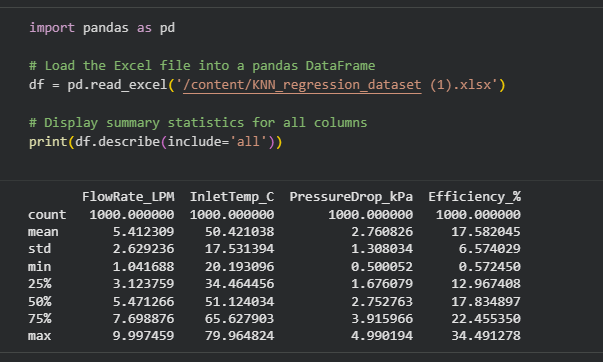 import pandas as pd
# Load the Excel file into a pandas DataFrame
df = pd.read_excel('/content/KNN_regression_dataset (1).xlsx')
# Display summary statistics for all columns
print(df.describe(include='all'))
FlowRate_LPM InletTemp_C PressureDrop_kPa Efficiency_%
count 1000.000000 1000.000000 1000.000000 1000.000000
mean 5.412309 50.421038 2.760826 17.582045
std 2.629236 17.531394 1.308034 6.574029
min 1.041688 20.193096 0.500052 0.572450
25% 3.123759 34.464456 1.676079 12.967408
50% 5.471266 51.124034 2.752763 17.834897
75% 7.698876 65.627903 3.915966 22.455350
max 9.997459 79.964824 4.990194 34.491278